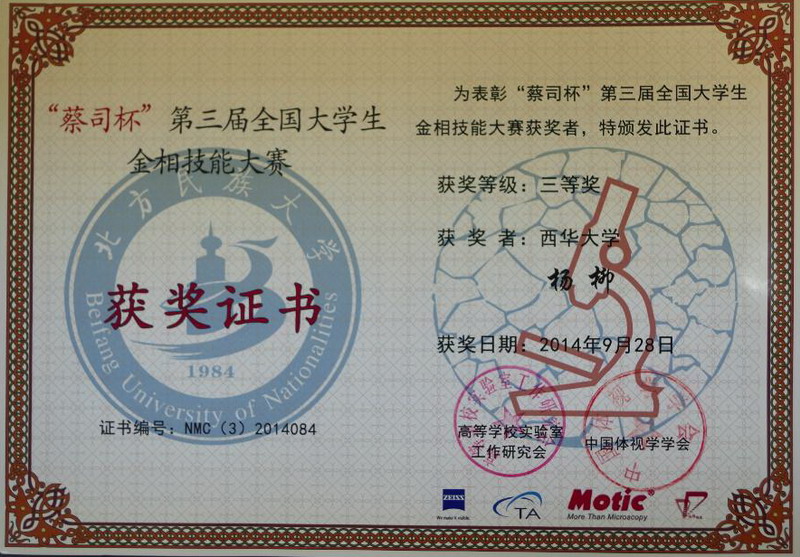 “蔡司杯”第三届全国大学生
金相技能大赛
北方民族大学
获奖证书
1984
Beifang University of Nationalities
证书编号：NMC（3）2014084
为表彰“蔡司杯”第三届全国大学生
金相技能大赛获奖者，特颁发此证书。
获奖等级：三等奖
获 奖 者：西华大学
杨柳
获奖日期：2014年9月28日
高等学校实验室
工作研究会
中国体视学学会
ZEISS
We make it visible.
TA
Motic®
More Than Microscopy